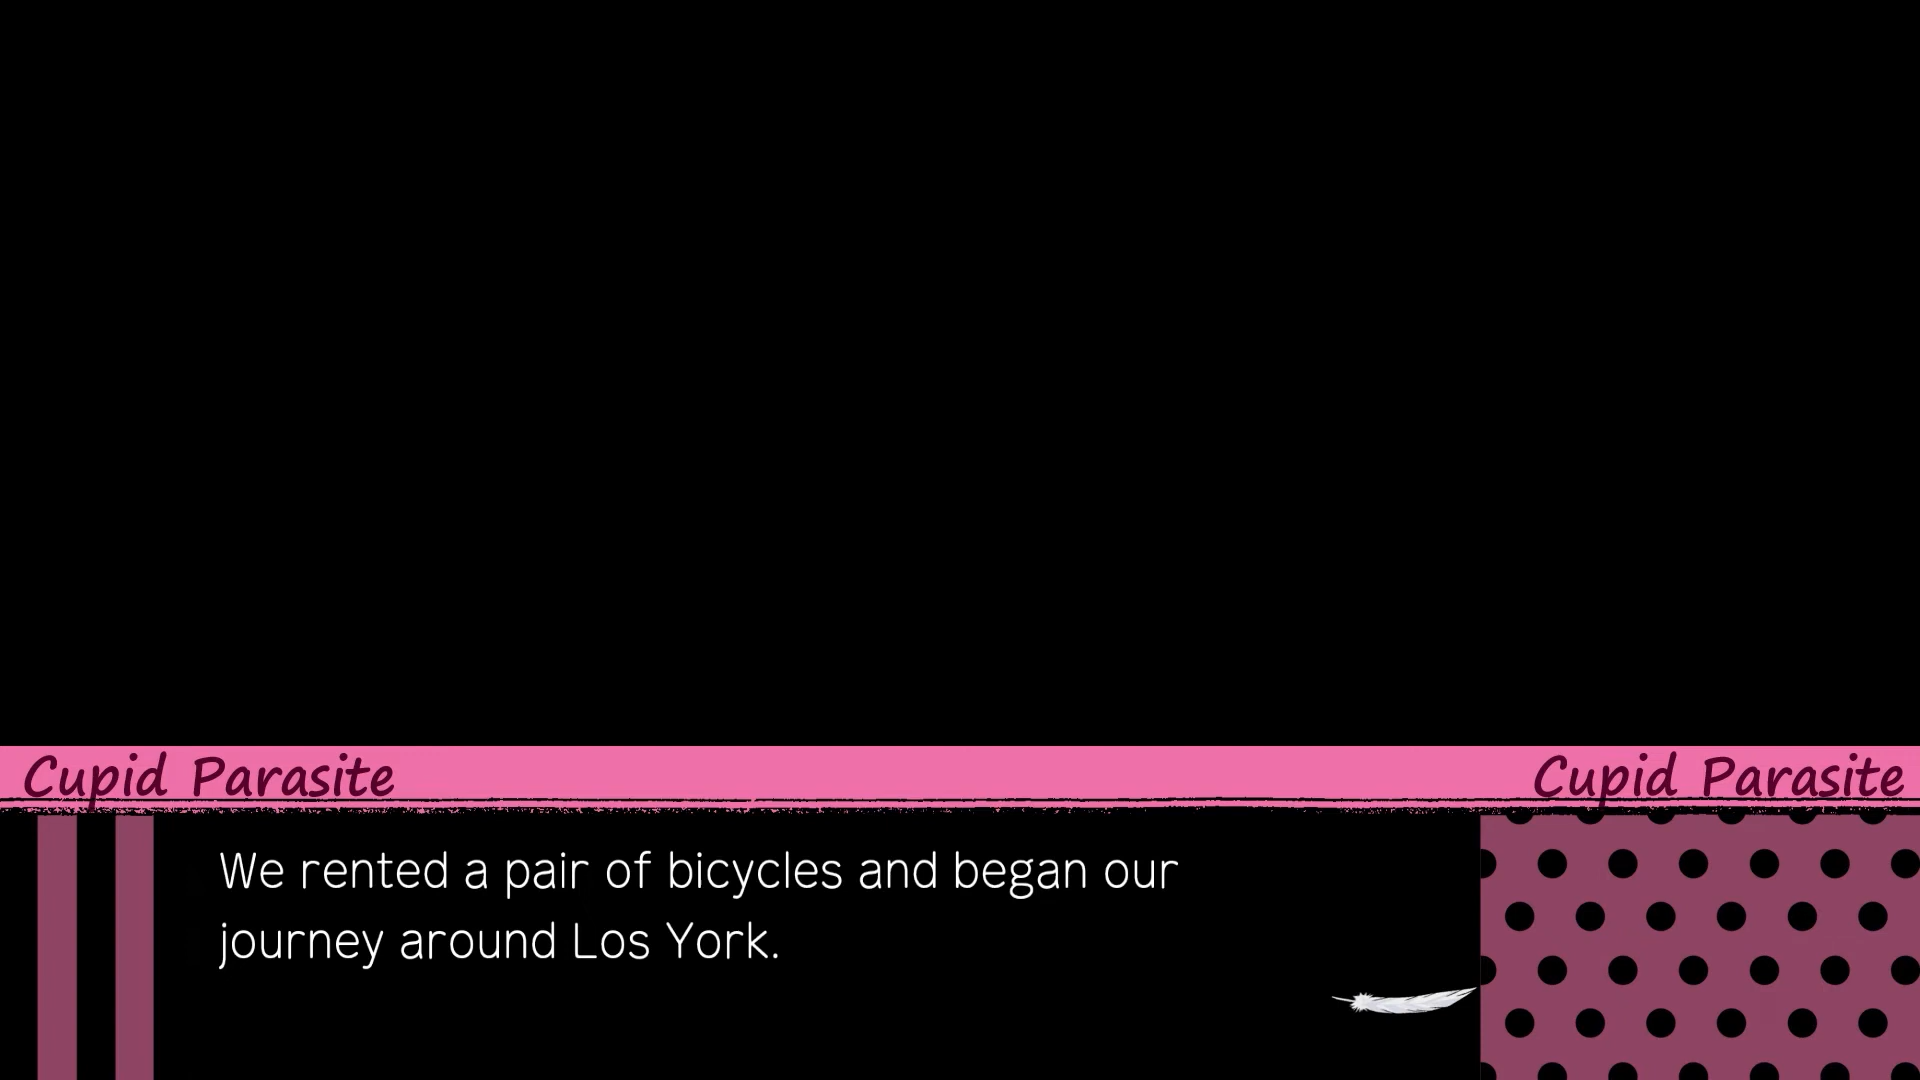 Cupid Parasite Cupid Parasite
We rented a pair of bicycles and began our
journey around Los York.